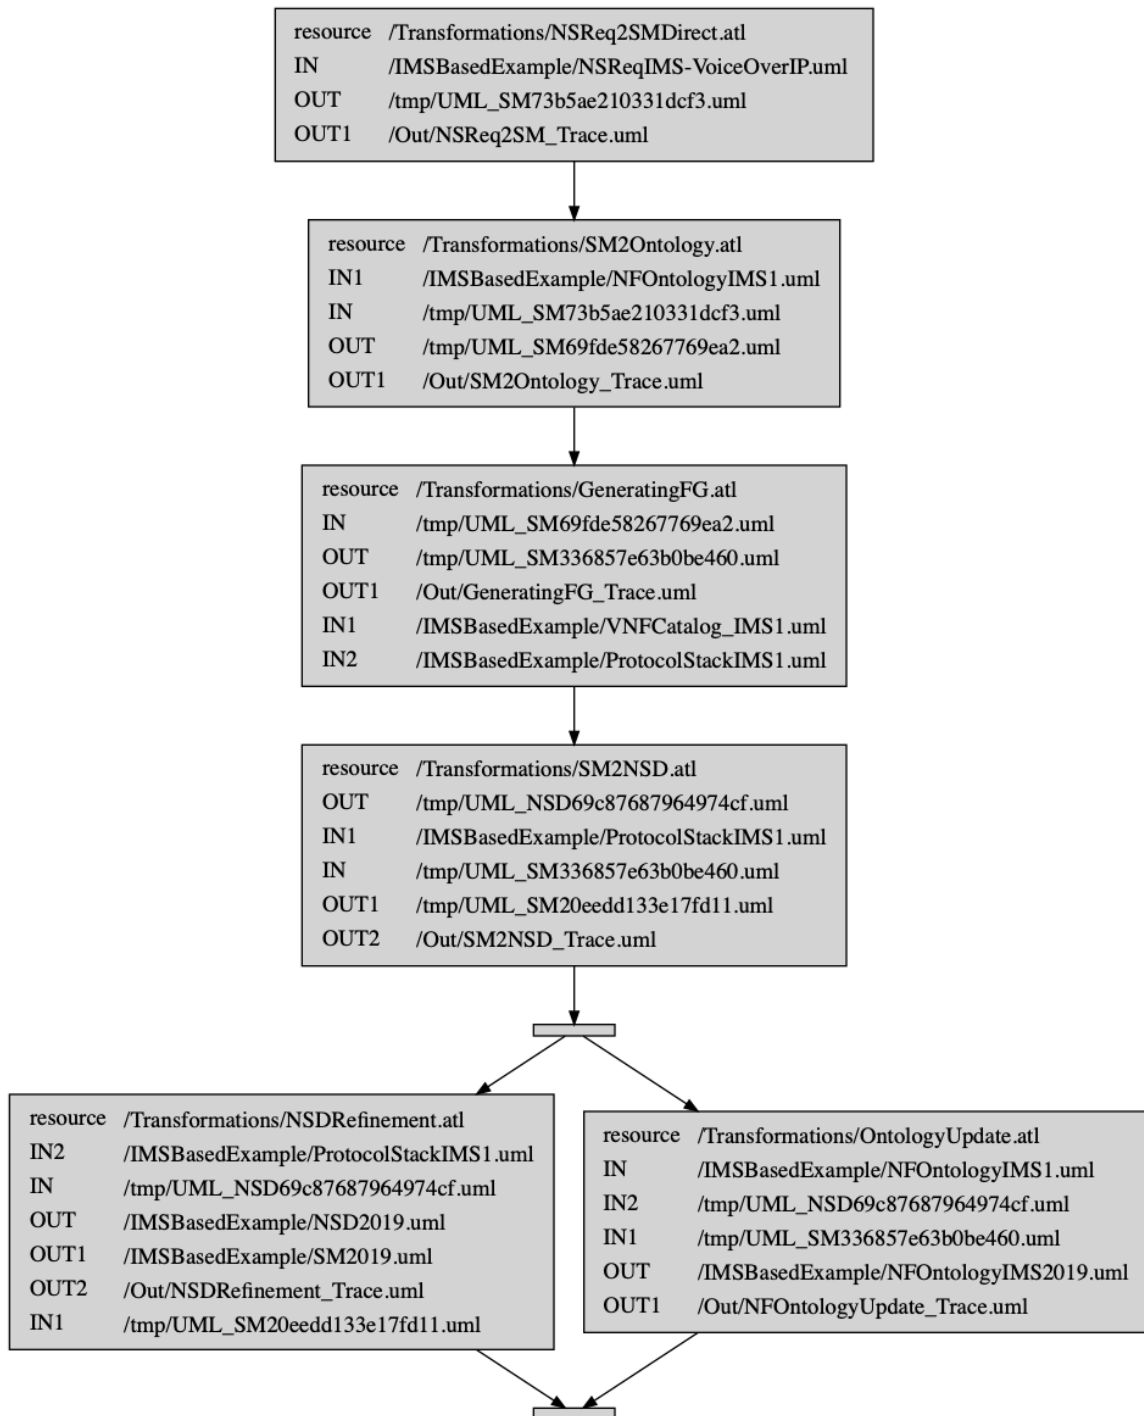 resource /Transformations/NSReq2SMDirect.atl
IN /IMSBasedExample/NSReqIMS-VoiceOverIP.uml
OUT /tmp/UML_SM73b5ae210331dcf3.uml
OUT1 /Out/NSReq2SM_Trace.uml
resource /Transformations/SM2Ontology.atl
IN1 /IMSBasedExample/NFOntologyIMS1.uml
IN /tmp/UML_SM73b5ae210331dcf3.uml
OUT /tmp/UML_SM69fde58267769ea2.uml
OUT1 /Out/SM2Ontology_Trace.uml
resource /Transformations/GeneratingFG.atl
IN /tmp/UML_SM69fde58267769ea2.uml
OUT /tmp/UML_SM336857e63b0be460.uml
OUT1 /Out/GeneratingFG_Trace.uml
IN1 /IMSBasedExample/VNFCatalog_IMS1.uml
IN2 /IMSBasedExample/ProtocolStackIMS1.uml
resource /Transformations/SM2NSD.atl
OUT /tmp/UML_NSD69c87687964974cf.uml
IN1 /IMSBasedExample/ProtocolStackIMS1.uml
IN /tmp/UML_SM336857e63b0be460.uml
OUT1 /tmp/UML_SM20eedd133e17fd11.uml
OUT2 /Out/SM2NSD_Trace.uml
resource /Transformations/NSDRefinement.atl
IN2 /IMSBasedExample/ProtocolStackIMS1.uml
IN /tmp/UML_NSD69c87687964974cf.uml
OUT /IMSBasedExample/NSD2019.uml
OUT1 /IMSBasedExample/SM2019.uml
OUT2 /Out/NSDRefinement_Trace.uml
IN1 /tmp/UML_SM20eedd133e17fd11.uml
resource /Transformations/OntologyUpdate.atl
IN /IMSBasedExample/NFOntologyIMS1.uml
IN2 /tmp/UML_NSD69c87687964974cf.uml
IN1 /tmp/UML_SM336857e63b0be460.uml
OUT /IMSBasedExample/NFOntologyIMS2019.uml
OUT1 /Out/NFOntologyUpdate_Trace.uml